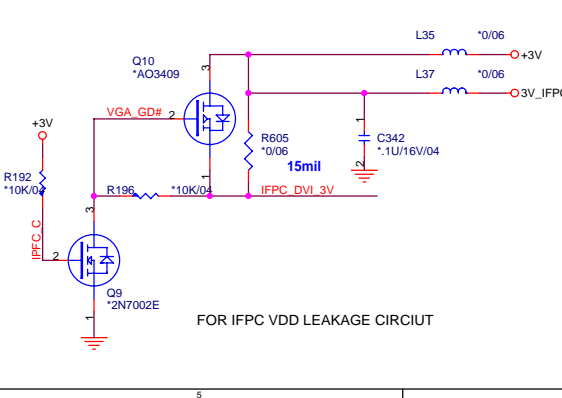 L35
*0/06
+3V
Q10
*AO3409
3
L37
*0/06
3V_IFPC
VGA_GD#
2
+3V
1
R605
*0/06
C342
*.1U/16V/04
15mil
2
R192
*10K/04
1
R196
*10K/04
IFPC_DVI_3V
3
IPFC_C
2
Q9
*2N7002E
1
FOR IFPC VDD LEAKAGE CIRCIUT
5